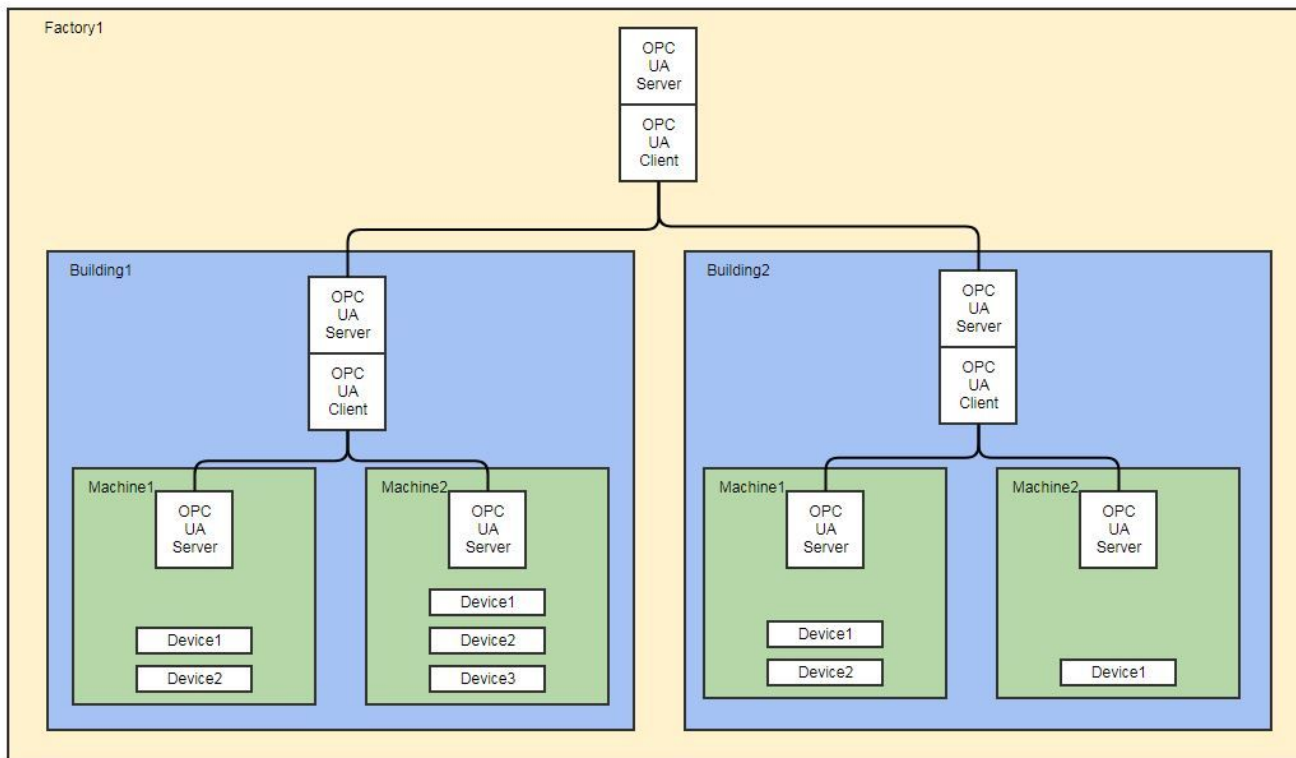 Factory1
OPC
UA
Server
OPC
UA
Client
Building1
OPC
UA
Server
OPC
UA
Client
Machine1
OPC
UA
Server
Device1
Device2
Machine2
OPC
UA
Server
Device1
Device2
Device3
Building2
OPC
UA
Server
OPC
UA
Client
Machine1
OPC
UA
Server
Device1
Device2
Machine2
OPC
UA
Server
Device1